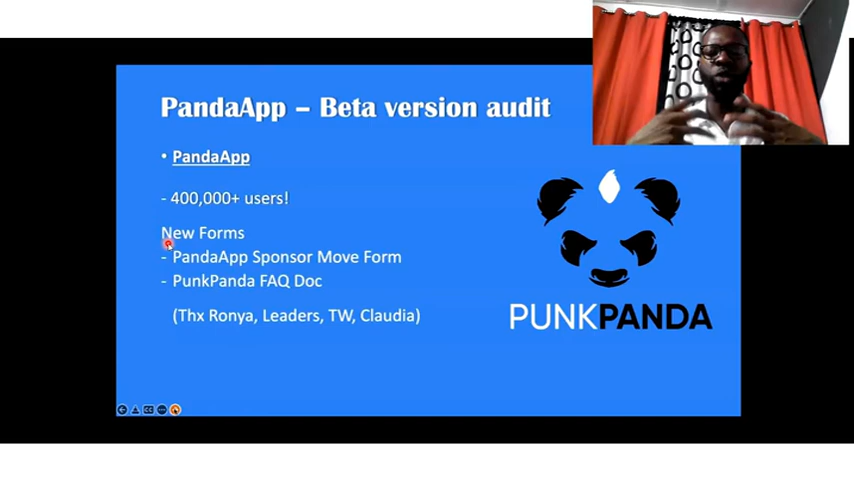 PandaApp – Beta version audit
• PandaApp
- 400,000+ users!
New Forms
- PandaApp Sponsor Move Form
- PunkPanda FAQ Doc
(Thx Ronya, Leaders, TW, Claudia)
PUNKPANDA